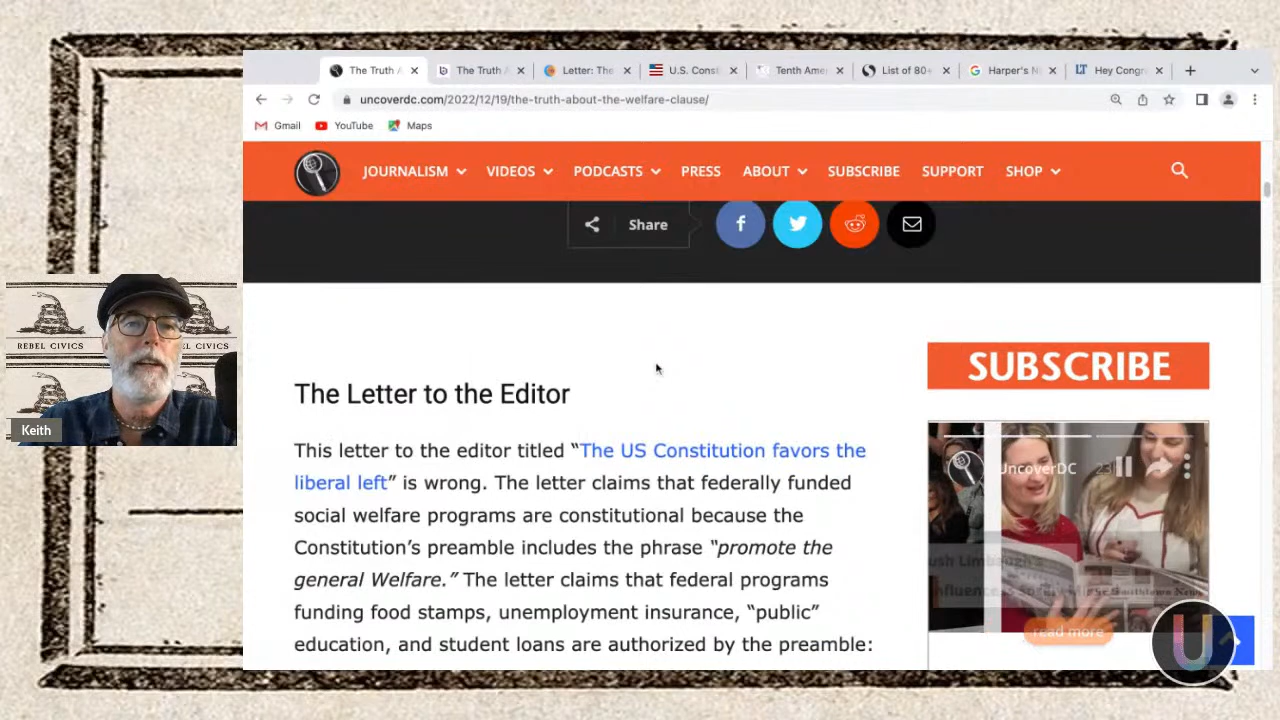 The Truth A
The Truth A
Letter: The
U.S. Consti
Tenth Ame
List of 80+
Harper's N
Hey Congr
uncoverdc.com/2022/12/19/the-truth-about-the-welfare-clause/
Gmail YouTube Maps
JOURNALISM VIDEOS PODCASTS PRESS ABOUT SUBSCRIBE SUPPORT SHOP
Share
SUBSCRIBE
The Letter to the Editor
This letter to the editor titled “The US Constitution favors the
liberal left” is wrong. The letter claims that federally funded
social welfare programs are constitutional because the
Constitution’s preamble includes the phrase “promote the
general Welfare.” The letter claims that federal programs
funding food stamps, unemployment insurance, “public”
education, and student loans are authorized by the preamble:
UncoverDC
read more
REBEL CIVICS
Keith